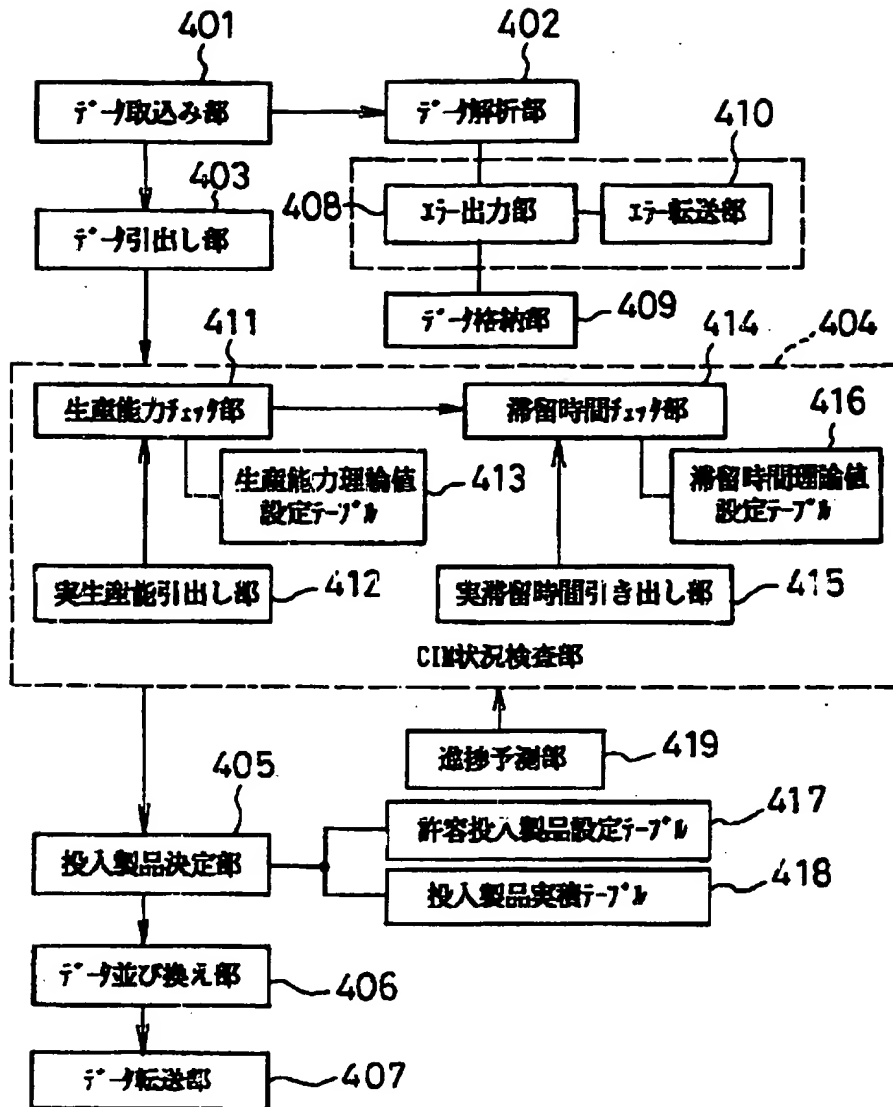 401
402
データ取込み部
データ解析部
403
410
408
エラー出力部
エラー転送部
データ引出し部
データ格納部
409
411
414
404
生産能力チェック部
滞留時間チェック部
416
生産能力理論値
設定テーブル
413
滞留時間理論値
設定テーブル
実生産能引出し部
412
実滞留時間引き出し部
415
CIM状況検査部
進捗予測部
419
405
417
許容投入製品設定テーブル
投入製品決定部
418
投入製品実積テーブル
データ並び換え部
406
データ転送部
407